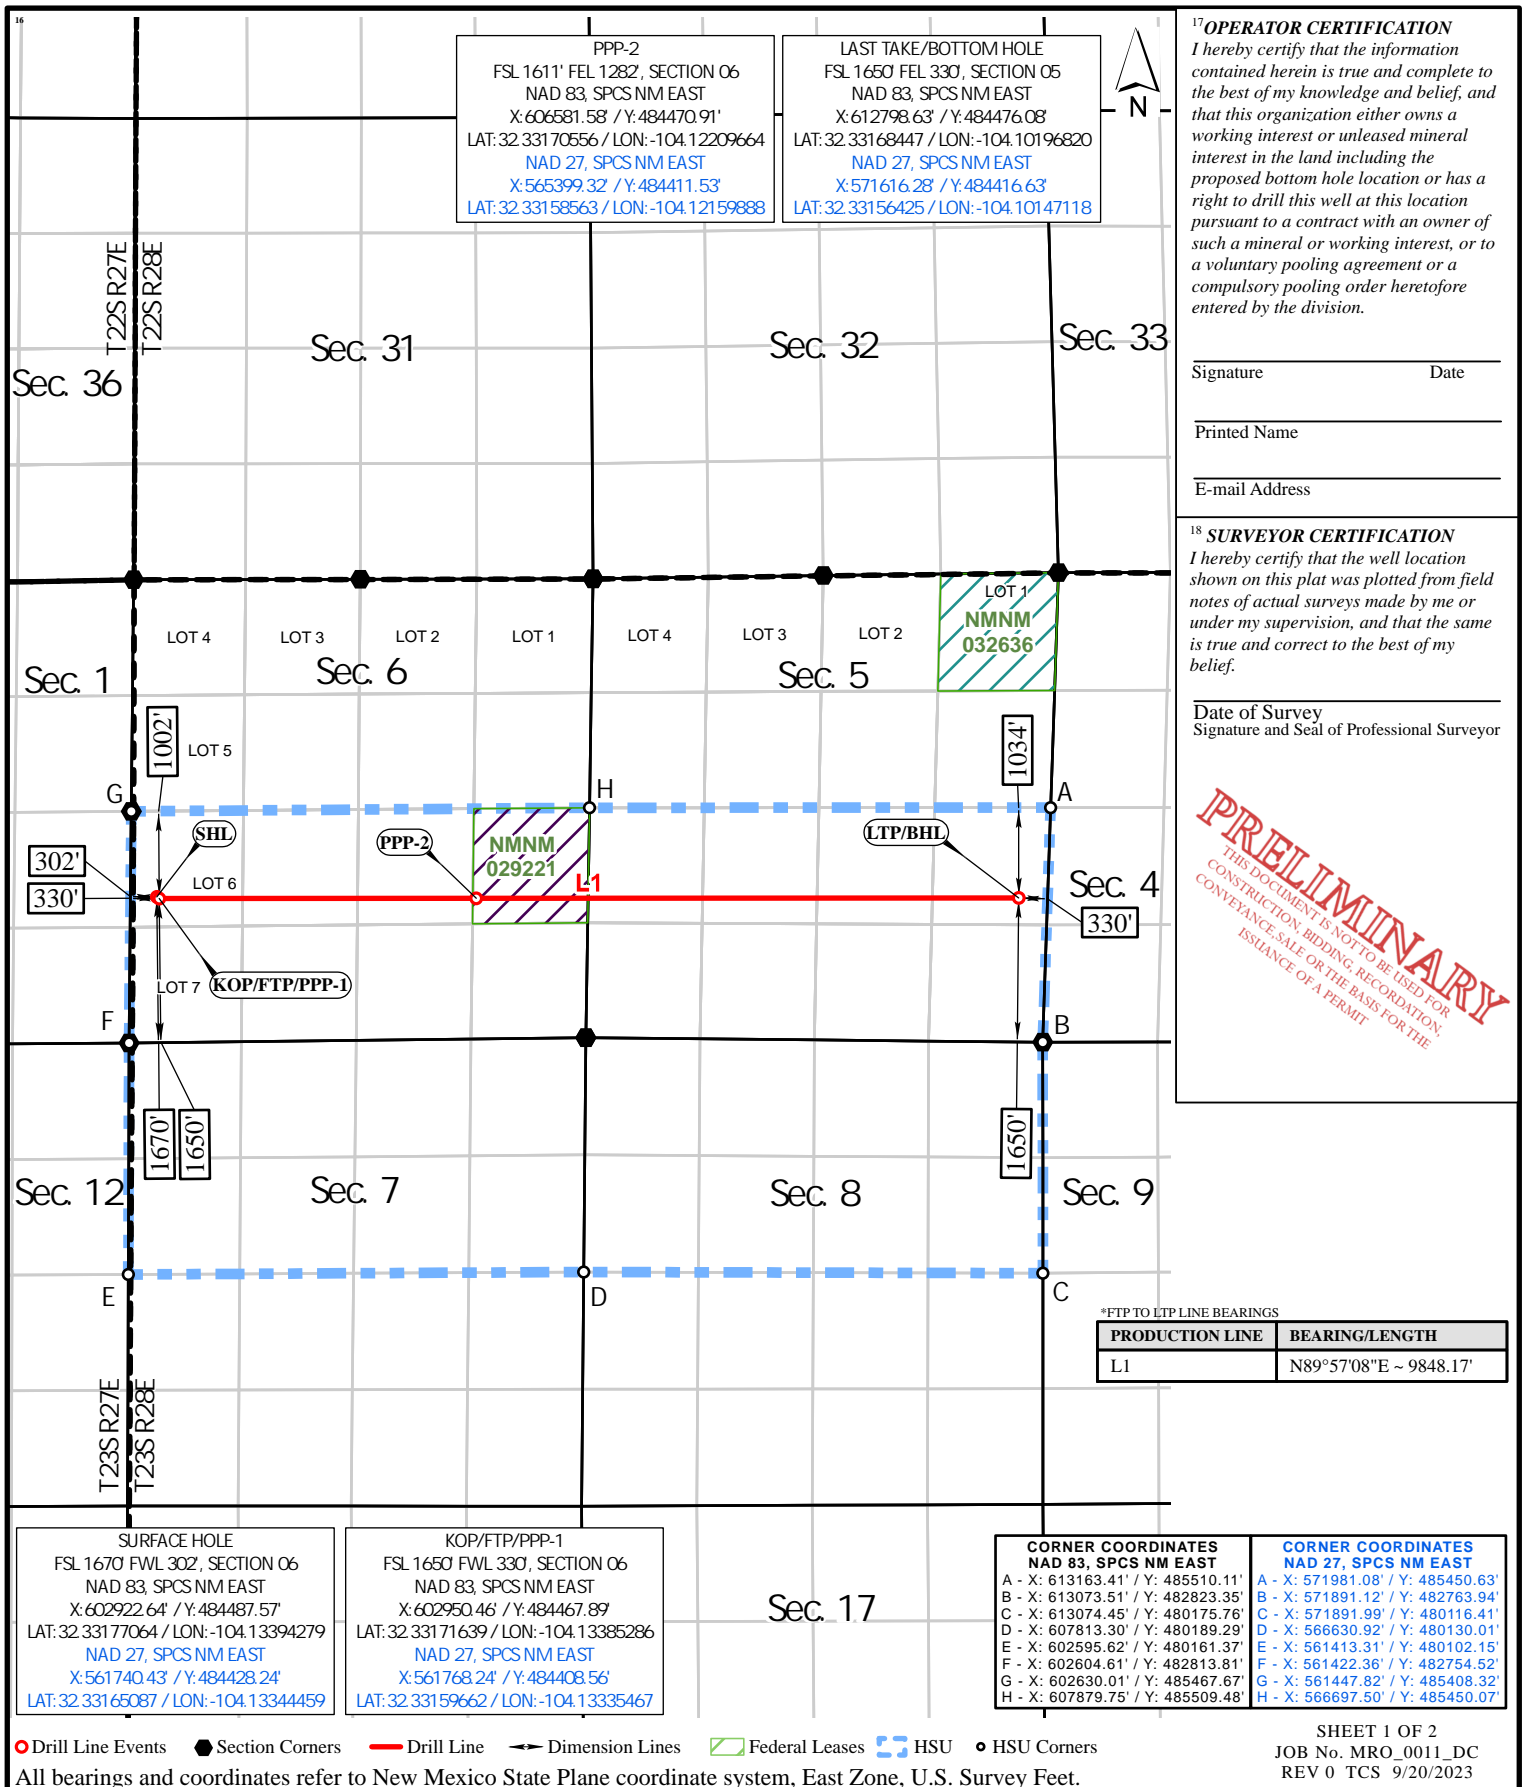 16
PPP-2
FSL 1611' FEL 1282', SECTION 06
NAD 83, SPCS NM EAST
X:606581.58' / Y:484470.91'
LAT:32.33170556 / LON:-104.12209664
NAD 27, SPCS NM EAST
X:565399.32' / Y:484411.53'
LAT:32.33158563 / LON:-104.12159888
LAST TAKE/BOTTOM HOLE
FSL 1650' FEL 330', SECTION 05
NAD 83, SPCS NM EAST
X:612798.63' / Y:484476.08'
LAT:32.33168447 / LON:-104.10196820
NAD 27, SPCS NM EAST
X:571616.28' / Y:484416.63'
LAT:32.33156425 / LON:-104.10147118
N
17 OPERATOR CERTIFICATION
I hereby certify that the information
contained herein is true and complete to
the best of my knowledge and belief, and
that this organization either owns a
working interest or unleased mineral
interest in the land including the
proposed bottom hole location or has a
right to drill this well at this location
pursuant to a contract with an owner of
such a mineral or working interest, or to
a voluntary pooling agreement or a
compulsory pooling order heretofore
entered by the division.
Signature Date
Printed Name
E-mail Address
18 SURVEYOR CERTIFICATION
I hereby certify that the well location
shown on this plat was plotted from field
notes of actual surveys made by me or
under my supervision, and that the same
is true and correct to the best of my
belief.
Date of Survey
Signature and Seal of Professional Surveyor
PRELIMINARY
THIS DOCUMENT IS NOT TO BE USED FOR
CONSTRUCTION, BIDDING, RECORDATION,
CONVEYANCE, SALE OR THE BASIS FOR THE
ISSUANCE OF A PERMIT
T22S R27E
T22S R28E
Sec. 31
Sec. 32
Sec. 33
Sec. 36
LOT 4
LOT 3
LOT 2
LOT 1
LOT 4
LOT 3
LOT 2
LOT 1
NMNM
032636
Sec. 1
Sec. 6
Sec. 5
1002'
LOT 5
1034'
G
H
A
SHL
PPP-2
NMNM
029221
LTP/BHL
302'
330'
LOT 6
L1
Sec. 4
330'
LOT 7
KOP/FTP/PPP-1
F
B
1670'
1650'
1650'
Sec. 12
Sec. 7
Sec. 8
Sec. 9
E
D
C
T23S R27E
T23S R28E
*FTP TO LTP LINE BEARINGS
PRODUCTION LINE BEARING/LENGTH
L1 N89°57'08"E ~ 9848.17'
SURFACE HOLE
FSL 1670' FWL 302', SECTION 06
NAD 83, SPCS NM EAST
X:602922.64' / Y:484487.57'
LAT:32.33177064 / LON:-104.13394279
NAD 27, SPCS NM EAST
X:561740.43' / Y:484428.24'
LAT:32.33165087 / LON:-104.13344459
KOP/FTP/PPP-1
FSL 1650' FWL 330', SECTION 06
NAD 83, SPCS NM EAST
X:602950.46' / Y:484467.89'
LAT:32.33171639 / LON:-104.13385286
NAD 27, SPCS NM EAST
X:561768.24' / Y:484408.56'
LAT:32.33159662 / LON:-104.13335467
Sec. 17
CORNER COORDINATES
NAD 83, SPCS NM EAST
A - X: 613163.41' / Y: 485510.11'
B - X: 613073.51' / Y: 482823.35'
C - X: 613074.45' / Y: 480175.76'
D - X: 607813.30' / Y: 480189.29'
E - X: 602595.62' / Y: 480161.37'
F - X: 602604.61' / Y: 482813.81'
G - X: 602630.01' / Y: 485467.67'
H - X: 607879.75' / Y: 485509.48'
CORNER COORDINATES
NAD 27, SPCS NM EAST
A - X: 571981.08' / Y: 485450.63'
B - X: 571891.12' / Y: 482763.94'
C - X: 571891.99' / Y: 480116.41'
D - X: 566630.92' / Y: 480130.01'
E - X: 561413.31' / Y: 480102.15'
F - X: 561422.36' / Y: 482754.52'
G - X: 561447.82' / Y: 485408.32'
H - X: 566697.50' / Y: 485450.07'
Drill Line Events Section Corners Drill Line Dimension Lines Federal Leases HSU HSU Corners
All bearings and coordinates refer to New Mexico State Plane coordinate system, East Zone, U.S. Survey Feet.
SHEET 1 OF 2
JOB No. MRO_0011_DC
REV 0 TCS 9/20/2023